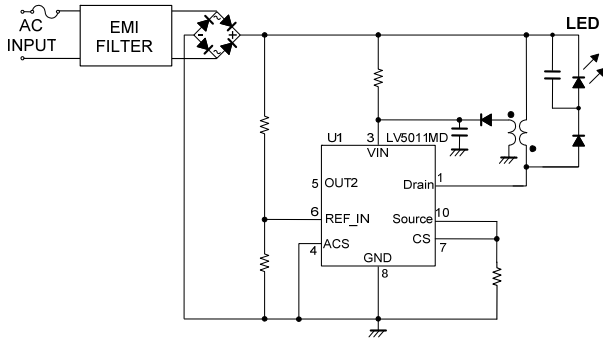 AC
INPUT
EMI
FILTER
-
+
LED
U1
3
LV5011MD
VIN
5
OUT2
Drain
1
6
REF_IN
Source
10
ACS
4
CS
7
GND
8